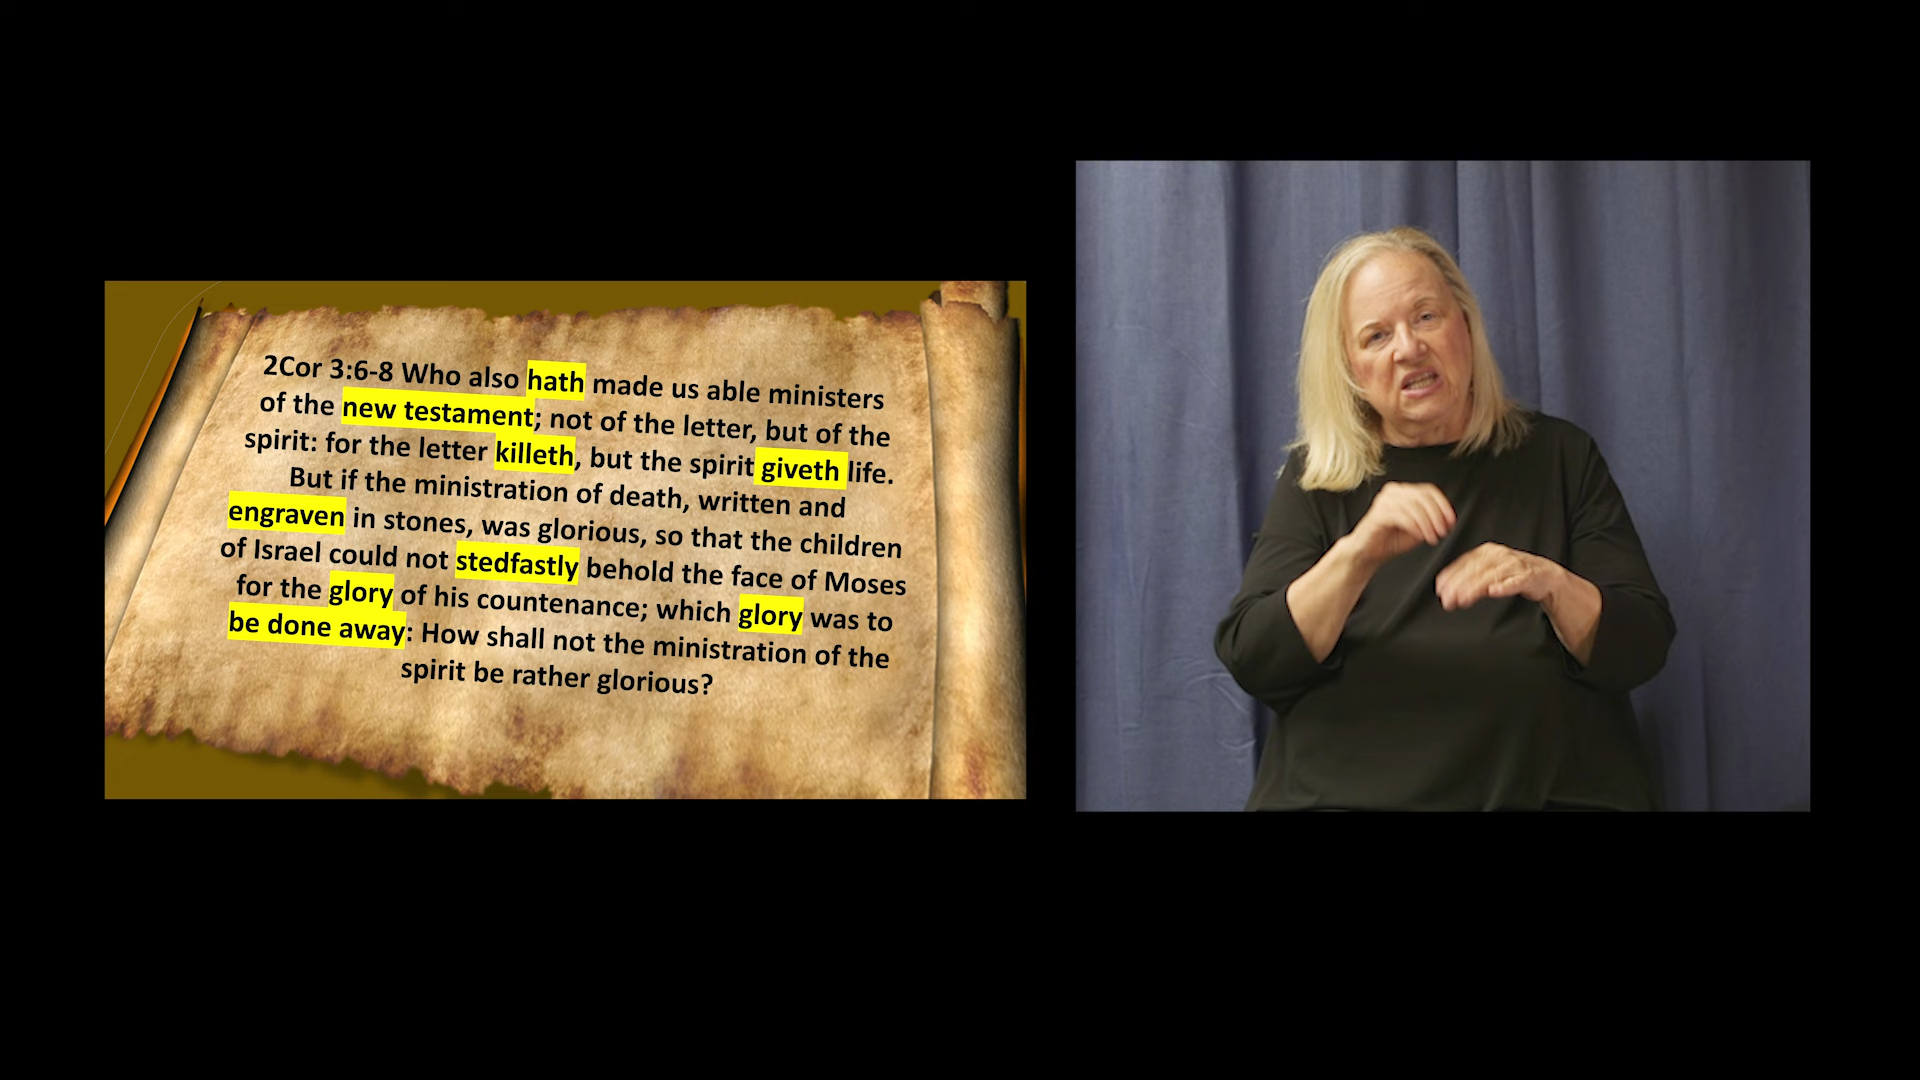 2Cor 3:6-8 Who also hath made us able ministers
of the new testament; not of the letter, but of the
spirit: for the letter killeth, but the spirit giveth life.
But if the ministration of death, written and
engraven in stones, was glorious, so that the children
of Israel could not stedfastly behold the face of Moses
for the glory of his countenance; which glory was to
be done away: How shall not the ministration of the
spirit be rather glorious?